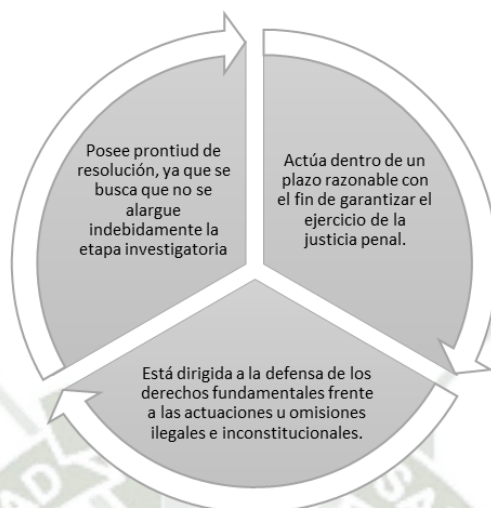 Posee prontiud de
resolución, ya que se
busca que no se
alargue
indebidamente la
etapa investigatoria
Actúa dentro de un
plazo razonable con
el fin de garantizar el
ejercicio de la
justicia penal.
Está dirigida a la defensa de los
derechos fundamentales frente
a las actuaciones u omisiones
ilegales e inconstitucionales.